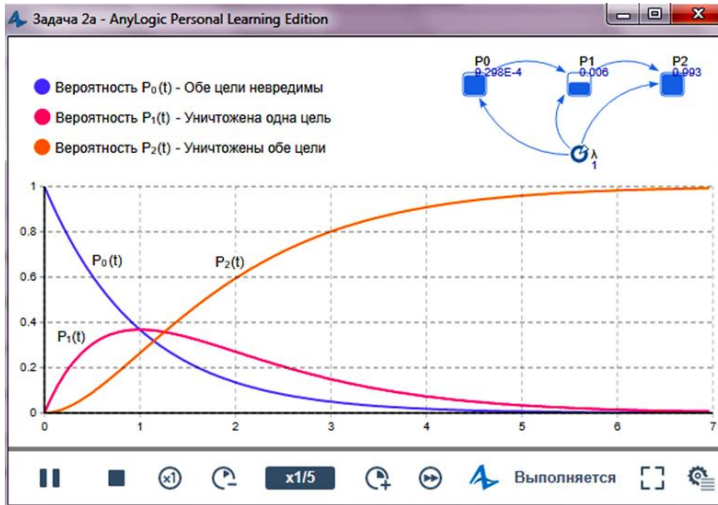 Задача 2a - AnyLogic Personal Learning Edition
P0
9.298E-4
P1
0.006
P2
0.993
λ
1
Вероятность P₀(t) - Обе цели невредимы
Вероятность P₁(t) - Уничтожена одна цель
Вероятность P₂(t) - Уничтожены обе цели
1
0.8
0.6
0.4
0.2
0
P₀(t)
P₂(t)
P₁(t)
0 1 2 3 4 5 6 7
x1
x1/5
Выполняется